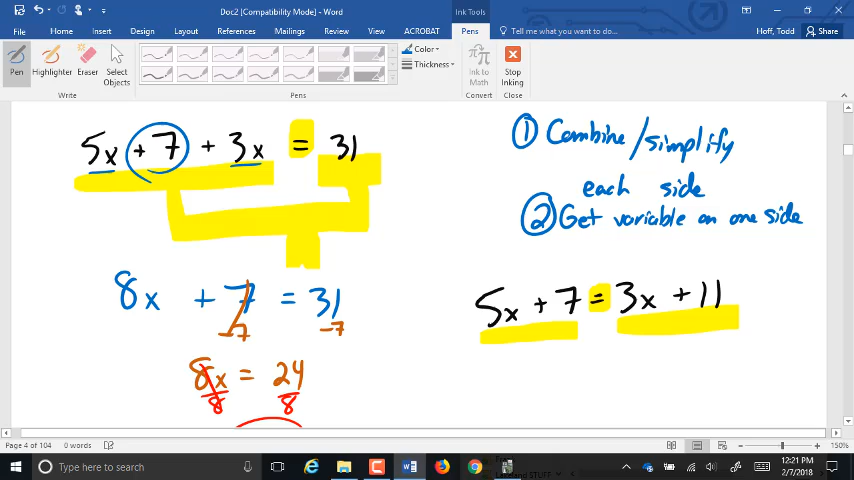 Doc2 [Compatibility Mode] - Word
Ink Tools
Hoff, Todd
File Home Insert Design Layout References Mailings Review View ACROBAT Pens Tell me what you want to do... Share
Pen Highlighter Eraser Select Objects
Color
Thickness
Ink to Math
Stop Inking
Write Pens Convert Close
5x + 7 + 3x = 31
8x + 7 = 31
-7 -7
8x = 24
8 8
① Combine/simplify
each side
② Get variable on one side
5x + 7 = 3x + 11
Page 4 of 104 0 words
150%
Type here to search
12:21 PM
2/7/2018